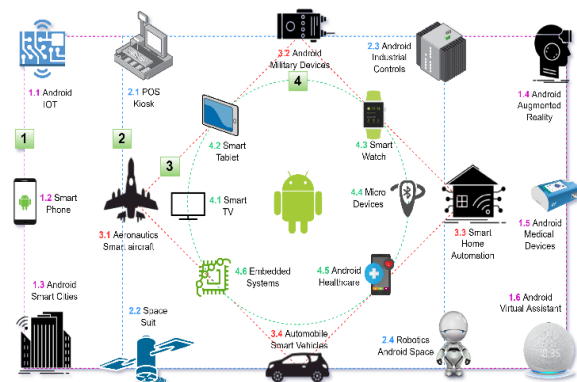 3.2 Android
Military Devices
2.3 Android
Industrial Controls
1.1 Android
IOT
2.1 POS
Kiosk
4
1.4 Android
Augmented
Reality
1
2
3
4.2 Smart
Tablet
4.3 Smart
Watch
1.2 Smart
Phone
4.1 Smart
TV
4.4 Micro
Devices
3.1 Aeronautics
Smart aircraft
3.3 Smart
Home
Automation
1.5 Android
Medical
Devices
4.6 Embedded
Systems
4.5 Android
Healthcare
1.3 Android
Smart Cities
2.2 Space
Suit
3.4 Automobile,
Smart Vehicles
2.4 Robotics
Android Space
1.6 Android
Virtual Assistant